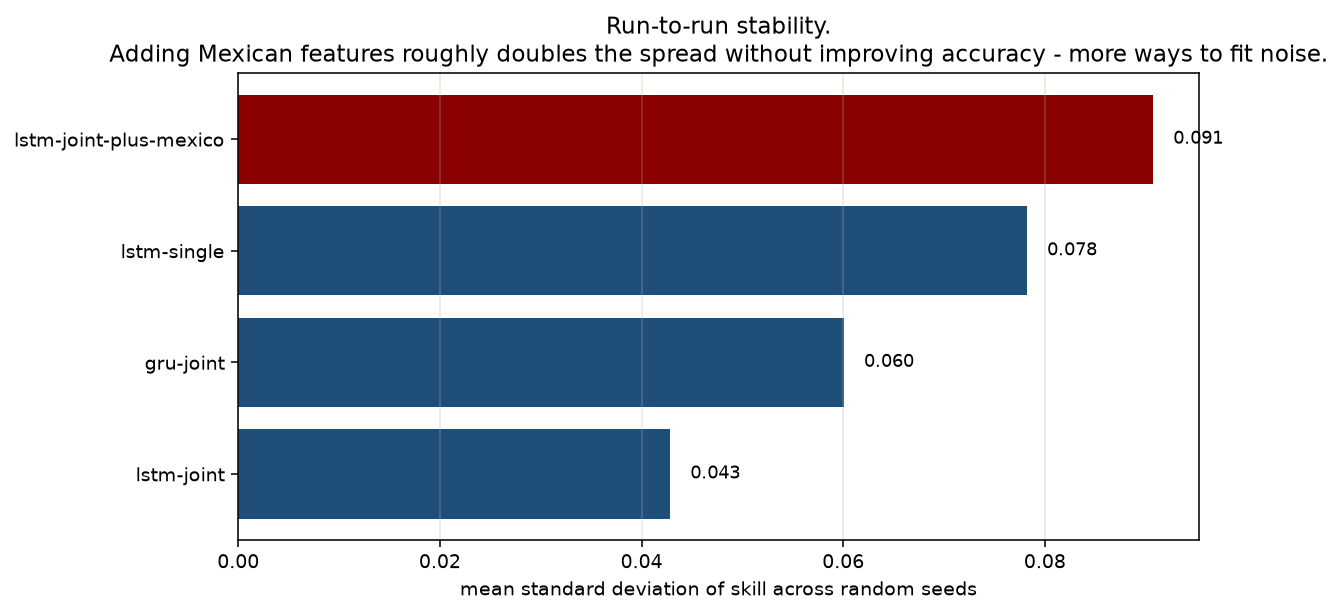 Run-to-run stability.
Adding Mexican features roughly doubles the spread without improving accuracy - more ways to fit noise.
lstm-joint-plus-mexico
0.091
lstm-single
0.078
gru-joint
0.060
lstm-joint
0.043
0.00 0.02 0.04 0.06 0.08
mean standard deviation of skill across random seeds